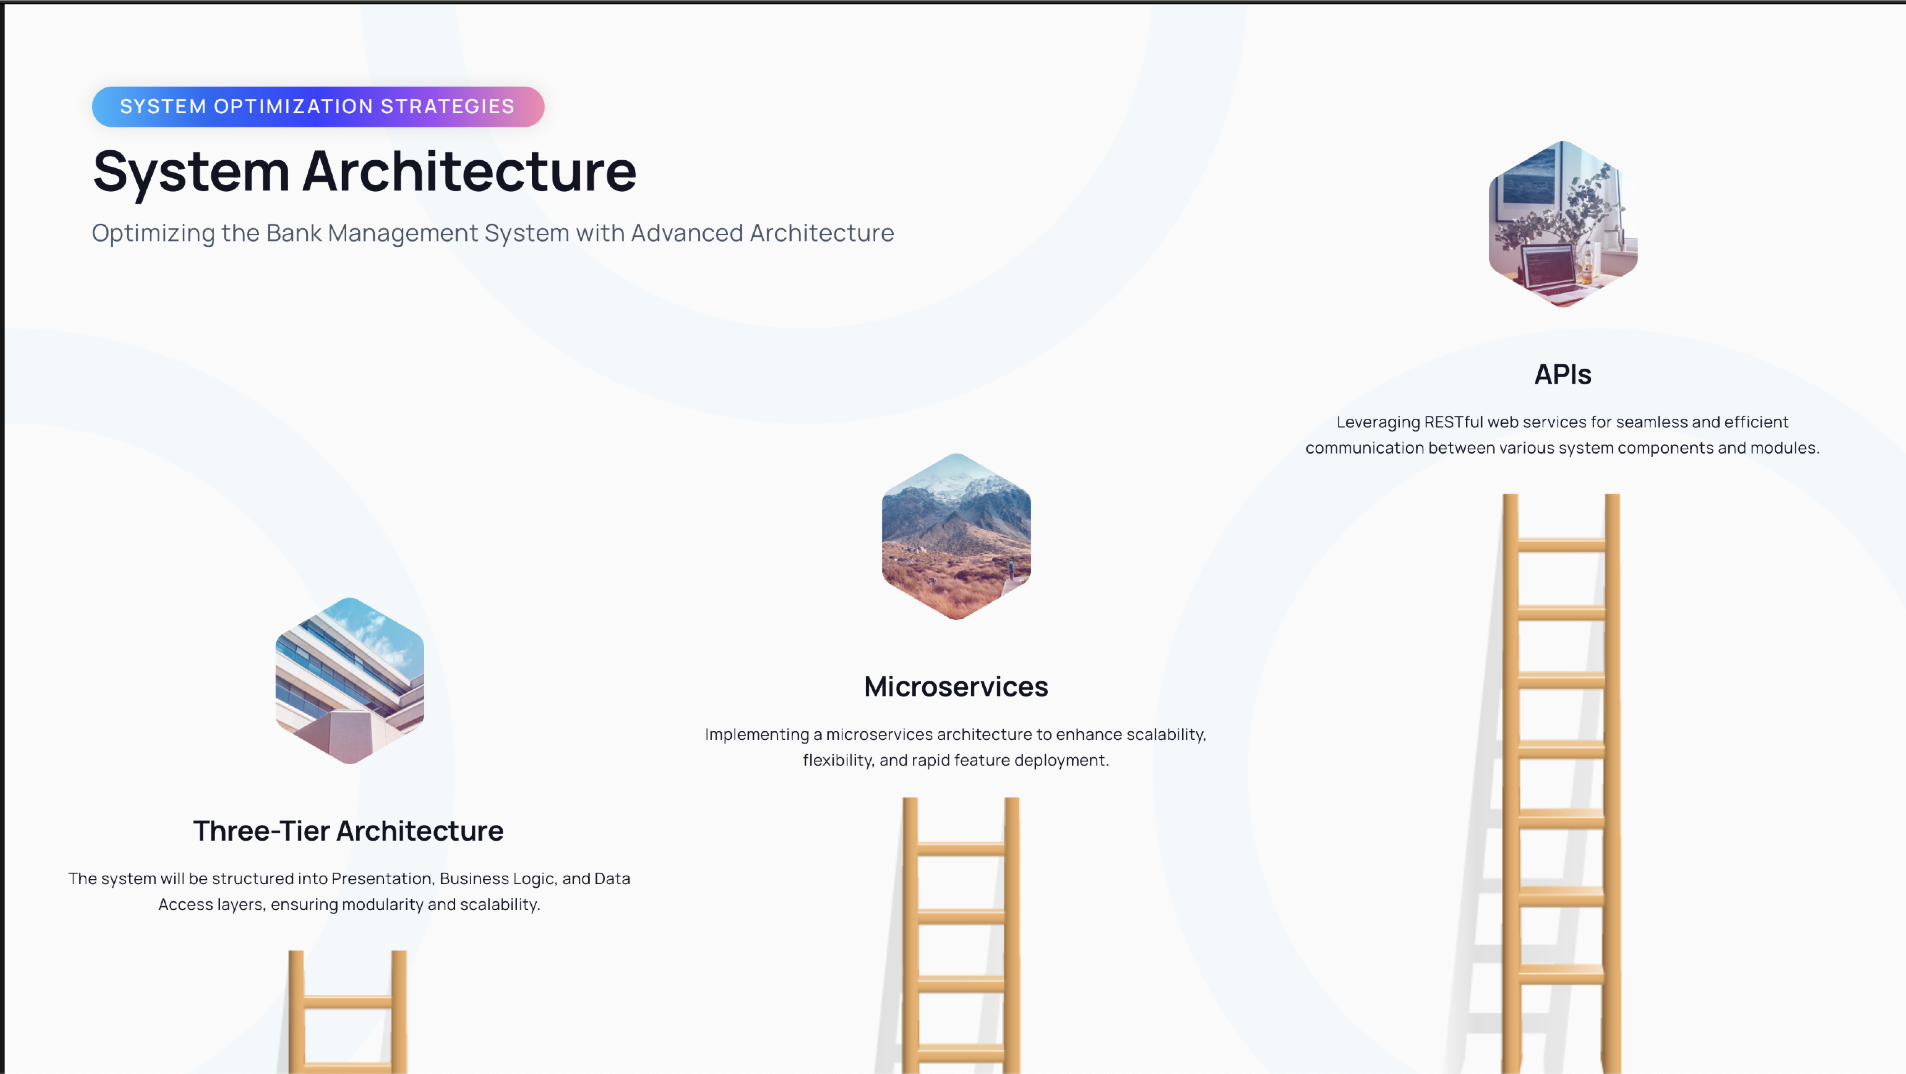 SYSTEM OPTIMIZATION STRATEGIES
System Architecture
Optimizing the Bank Management System with Advanced Architecture
Three-Tier Architecture
The system will be structured into Presentation, Business Logic, and Data
Access layers, ensuring modularity and scalability.
Microservices
Implementing a microservices architecture to enhance scalability,
flexibility, and rapid feature deployment.
APIs
Leveraging RESTful web services for seamless and efficient
communication between various system components and modules.